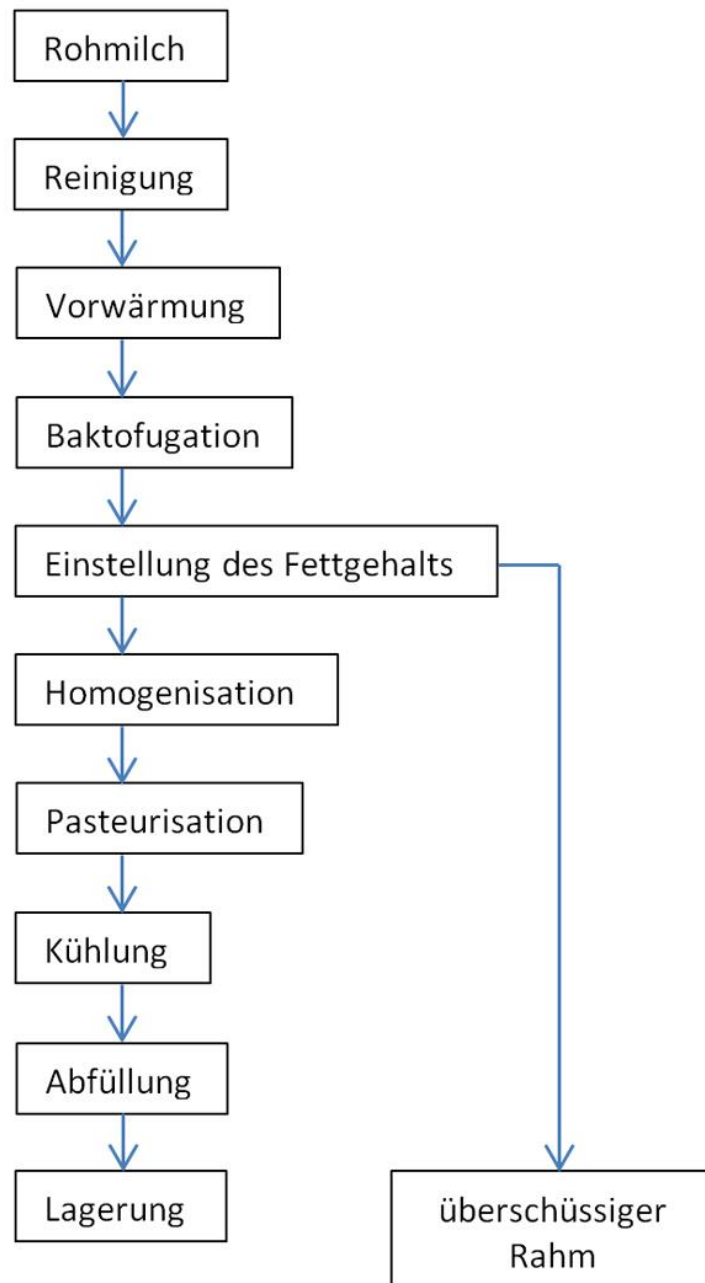 Rohmilch
Reinigung
Vorwärmung
Baktofugation
Einstellung des Fettgehalts
Homogenisation
Pasteurisation
Kühlung
Abfüllung
Lagerung
überschüssiger
Rahm